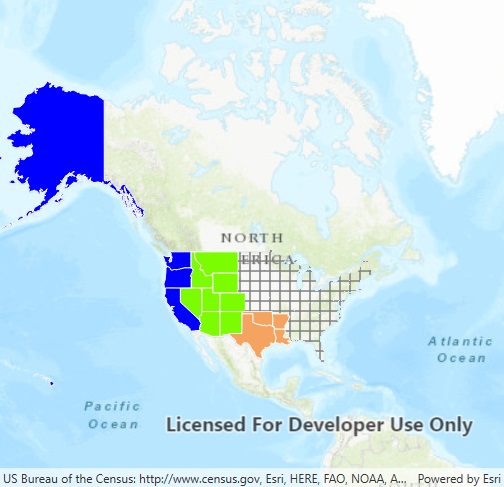 NORTH
ERICA
Atlantic
Ocean
Pacific
Ocean
Licensed For Developer Use Only
US Bureau of the Census: http://www.census.gov, Esri, HERE, FAO, NOAA, A... Powered by Esri